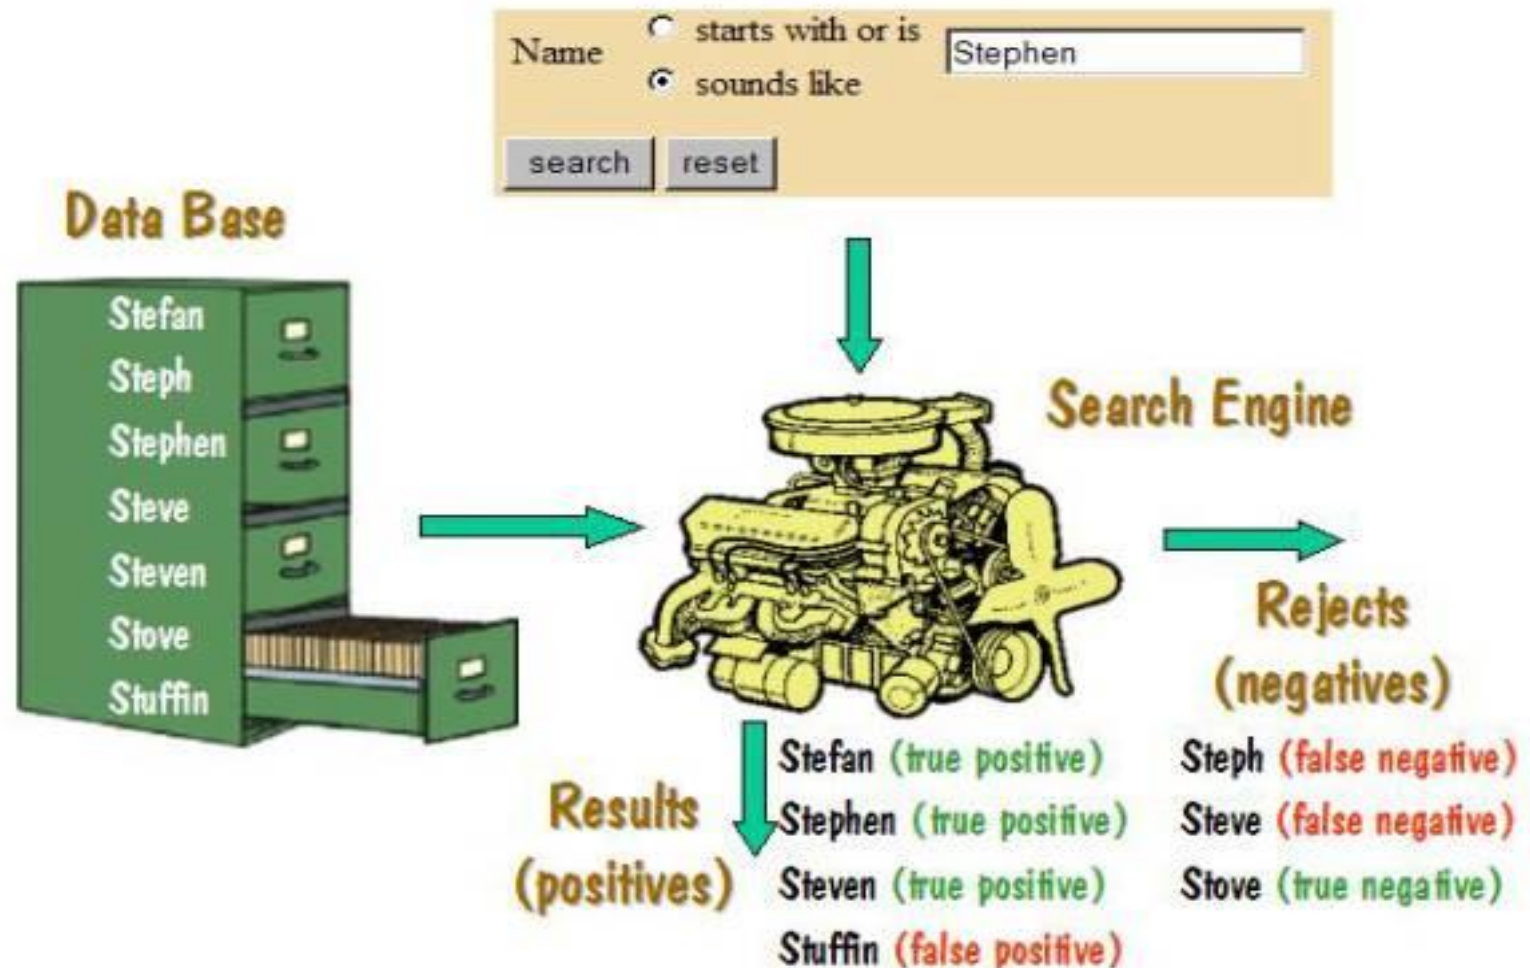 Name
starts with or is
Stephen
sounds like
search
reset
Data Base
Stefan
Steph
Stephen
Steve
Steven
Stove
Stuffin
Search Engine
Rejects
(negatives)
Results
(positives)
Stefan (true positive)
Stephen (true positive)
Steven (true positive)
Stuffin (false positive)
Steph (false negative)
Steve (false negative)
Stove (true negative)